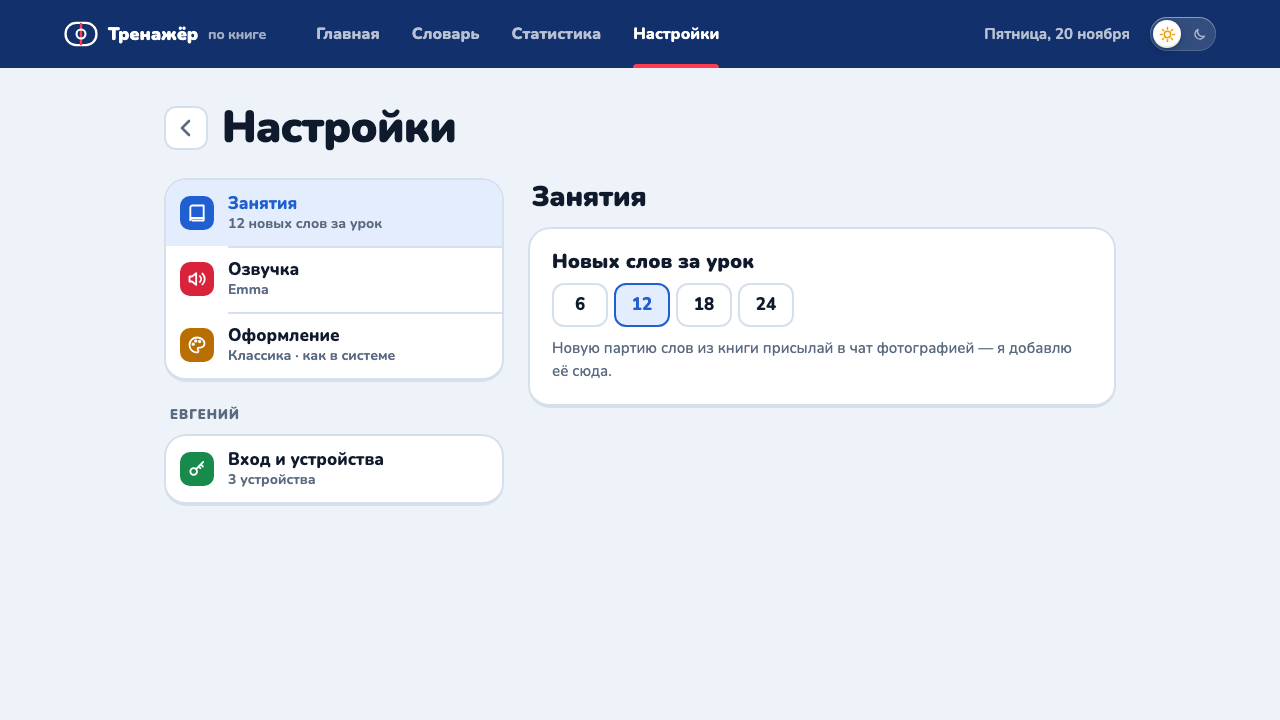 Тренажёр по книге Главная Словарь Статистика Настройки Пятница, 20 ноября
Настройки
Занятия
12 новых слов за урок
Озвучка
Emma
Оформление
Классика · как в системе
ЕВГЕНИЙ
Вход и устройства
3 устройства
Занятия
Новых слов за урок
6 12 18 24
Новую партию слов из книги присылай в чат фотографией — я добавлю
её сюда.